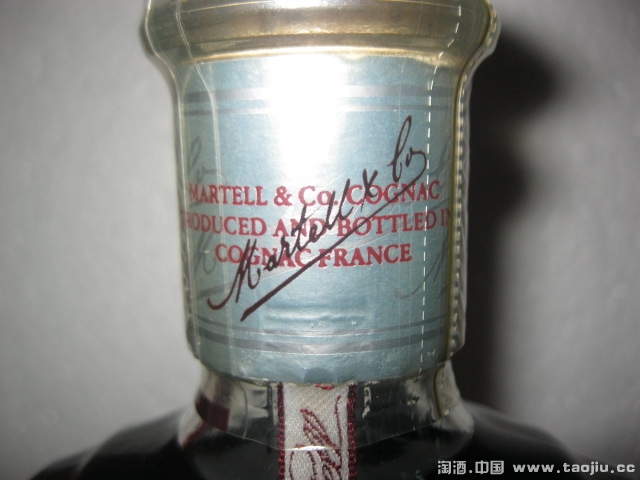 MARTELL & Co. COGNAC
PRODUCED AND BOTTLED IN
COGNAC FRANCE
Martell & Co
淘酒.中国 www.taojiu.cc